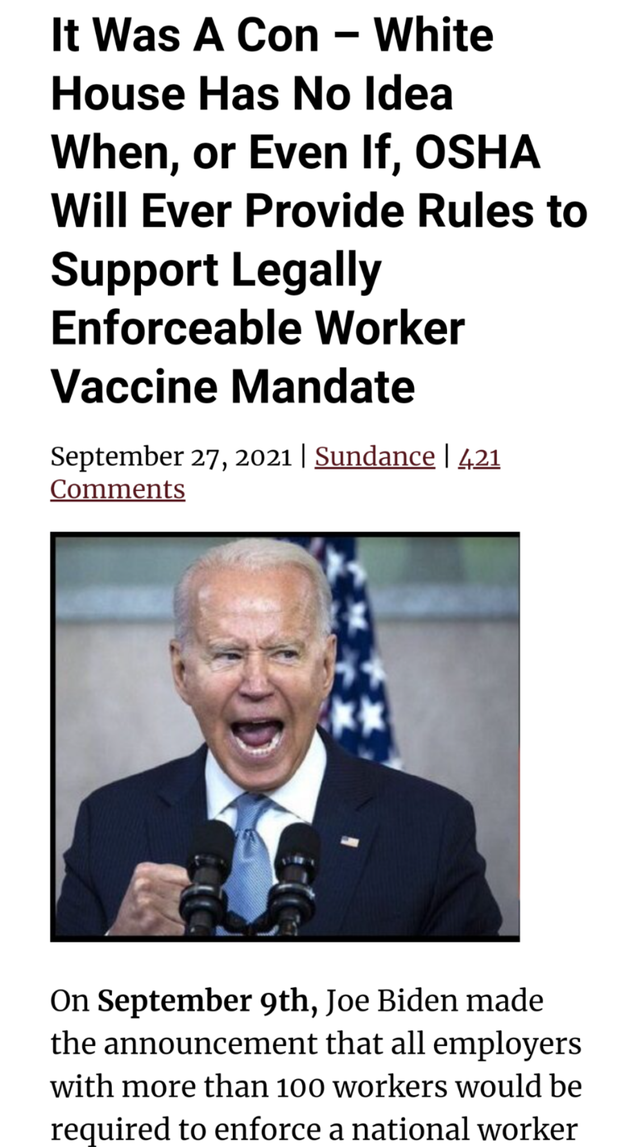 It Was A Con – White
House Has No Idea
When, or Even If, OSHA
Will Ever Provide Rules to
Support Legally
Enforceable Worker
Vaccine Mandate
September 27, 2021 | Sundance | 421
Comments
On September 9th, Joe Biden made
the announcement that all employers
with more than 100 workers would be
required to enforce a national worker